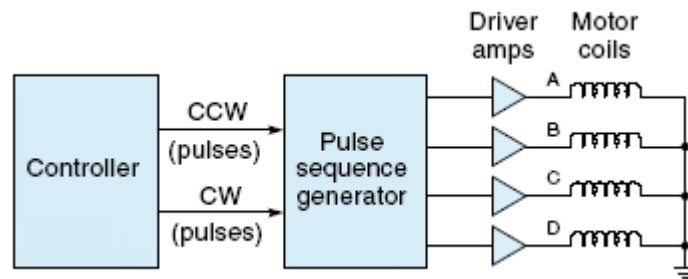 Driver
amps
Motor
coils
Controller
CCW
(pulses)
CW
(pulses)
Pulse
sequence
generator
A
B
C
D